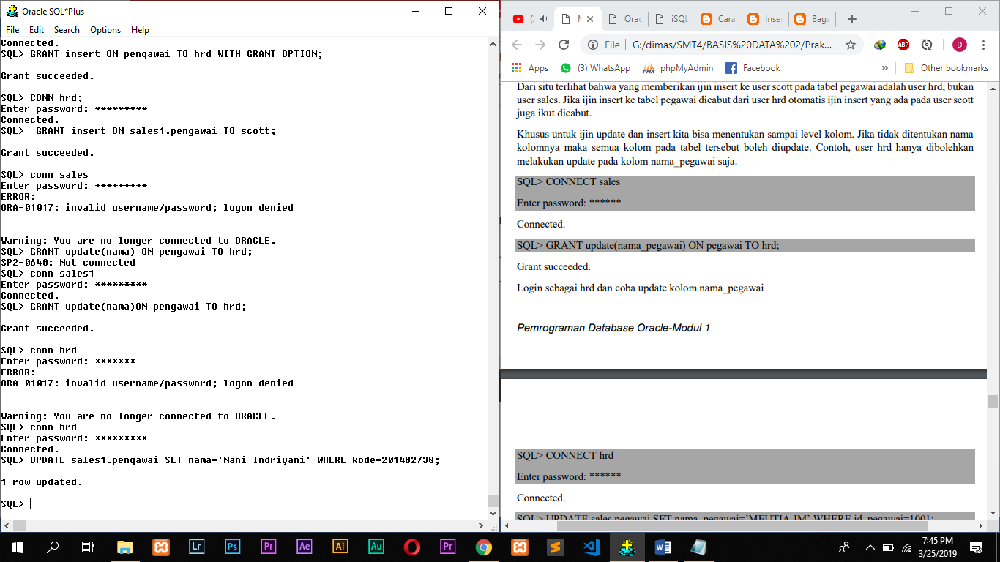 Oracle SQL*Plus
File Edit Search Options Help
Connected.
SQL> GRANT insert ON pengawai TO hrd WITH GRANT OPTION;
Grant succeeded.
SQL> CONN hrd;
Enter password: *********
Connected.
SQL>  GRANT insert ON sales1.pengawai TO scott;
Grant succeeded.
SQL> conn sales
Enter password: *********
ERROR:
ORA-01017: invalid username/password; logon denied
Warning: You are no longer connected to ORACLE.
SQL> GRANT update(nama) ON pengawai TO hrd;
SP2-0640: Not connected
SQL> conn sales1
Enter password: *********
Connected.
SQL> GRANT update(nama)ON pengawai TO hrd;
Grant succeeded.
SQL> conn hrd
Enter password: *******
ERROR:
ORA-01017: invalid username/password; logon denied
Warning: You are no longer connected to ORACLE.
SQL> conn hrd
Enter password: *********
Connected.
SQL> UPDATE sales1.pengawai SET nama='Nani Indriyani' WHERE kode=201482738;
1 row updated.
SQL>
Orac iSQL Cara Inser Baga
File G:/dimas/SMT4/BASIS%20DATA%202/Prak... ABP D
Apps (3) WhatsApp phpMyAdmin Facebook » Other bookmarks
Dari situ terlihat bahwa yang memberikan ijin insert ke user scott pada tabel pegawai adalah user hrd, bukan
user sales. Jika ijin insert ke tabel pegawai dicabut dari user hrd otomatis ijin insert yang ada pada user scott
juga ikut dicabut.
Khusus untuk ijin update dan insert kita bisa menentukan sampai level kolom. Jika tidak ditentukan nama
kolomnya maka semua kolom pada tabel tersebut boleh diupdate. Contoh, user hrd hanya dibolehkan
melakukan update pada kolom nama_pegawai saja.
SQL> CONNECT sales
Enter password: ******
Connected.
SQL> GRANT update(nama_pegawai) ON pegawai TO hrd;
Grant succeeded.
Login sebagai hrd dan coba update kolom nama_pegawai
Pemrograman Database Oracle-Modul 1
SQL> CONNECT hrd
Enter password: ******
Connected.
SQL> UPDATE sales.pegawai SET nama_pegawai='MEUTIA IM' WHERE id_pegawai=1001;
Lr Ps Pr Ae Ai Au Pr
7:45 PM
3/25/2019